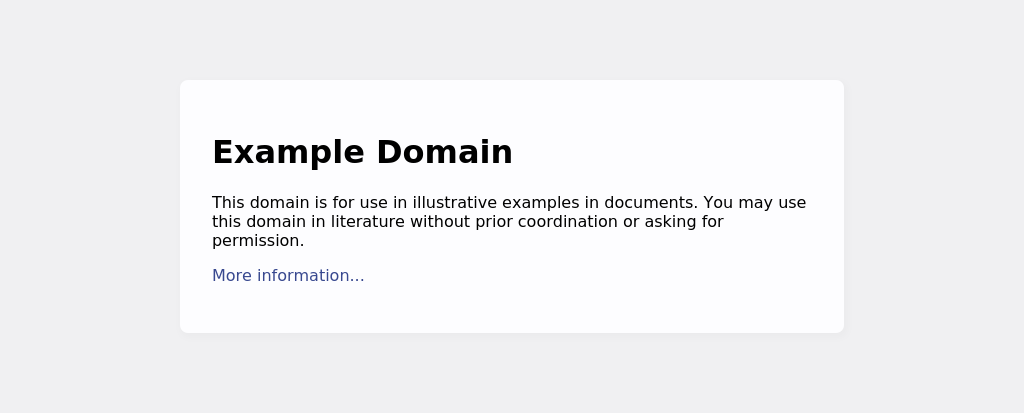 Example Domain
This domain is for use in illustrative examples in documents. You may use
this domain in literature without prior coordination or asking for
permission.
More information...